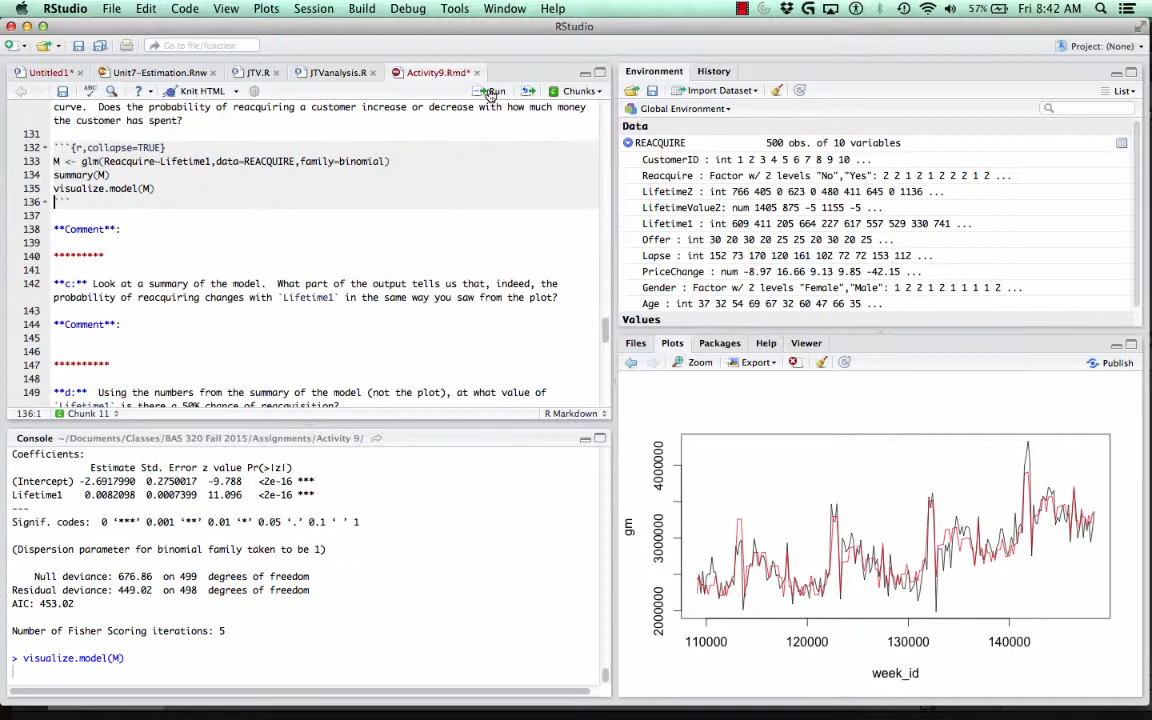 RStudio File Edit Code View Plots Session Build Debug Tools Window Help 57% Fri 8:42 AM
RStudio
Go to file/function Project: (None)
Untitled1* Unit7-Estimation.Rnw JTV.R JTVanalysis.R Activity9.Rmd*
Knit HTML Run Chunks
curve. Does the probability of reacquiring a customer increase or decrease with how much money
the customer has spent?
131
132 ```{r,collapse=TRUE}
133 M <- glm(Reacquire~Lifetime1,data=REACQUIRE,family=binomial)
134 summary(M)
135 visualize.model(M)
136 ```
137
138 **Comment**:
139
140 *********
141
142 **c:** Look at a summary of the model. What part of the output tells us that, indeed, the
probability of reacquiring changes with `Lifetime1` in the same way you saw from the plot?
143
144 **Comment**:
145
146
147 **********
148
149 **d:** Using the numbers from the summary of the model (not the plot), at what value of
`Lifetime1` is there a 50% chance of reacquisition?
136:1 Chunk 11 R Markdown
Console ~/Documents/Classes/BAS 320 Fall 2015/Assignments/Activity 9/
Coefficients:
Estimate Std. Error z value Pr(>|z|)
(Intercept) -2.6917990 0.2750017 -9.788 <2e-16 ***
Lifetime1 0.0082098 0.0007399 11.096 <2e-16 ***
---
Signif. codes: 0 ‘***’ 0.001 ‘**’ 0.01 ‘*’ 0.05 ‘.’ 0.1 ‘ ’ 1
(Dispersion parameter for binomial family taken to be 1)
Null deviance: 676.86 on 499 degrees of freedom
Residual deviance: 449.02 on 498 degrees of freedom
AIC: 453.02
Number of Fisher Scoring iterations: 5
> visualize.model(M)
Environment History
Import Dataset List
Global Environment
Data
REACQUIRE 500 obs. of 10 variables
CustomerID : int 1 2 3 4 5 6 7 8 9 10 ...
Reacquire : Factor w/ 2 levels "No","Yes": 2 2 1 2 1 2 2 2 1 2 ...
Lifetime2 : int 766 405 0 623 0 480 411 645 0 1136 ...
LifetimeValue2: num 1405 875 -5 1155 -5 ...
Lifetime1 : int 609 411 205 664 227 617 557 529 330 741 ...
Offer : int 30 20 30 20 25 25 20 30 20 25 ...
Lapse : int 152 73 170 120 161 102 72 72 153 112 ...
PriceChange : num -8.97 16.66 9.13 9.85 -42.15 ...
Gender : Factor w/ 2 levels "Female","Male": 1 2 2 1 2 1 1 1 1 2 ...
Age : int 37 32 54 69 67 32 60 47 66 35 ...
Values
Files Plots Packages Help Viewer
Zoom Export Publish
gm
2000000 3000000 4000000
110000 120000 130000 140000
week_id